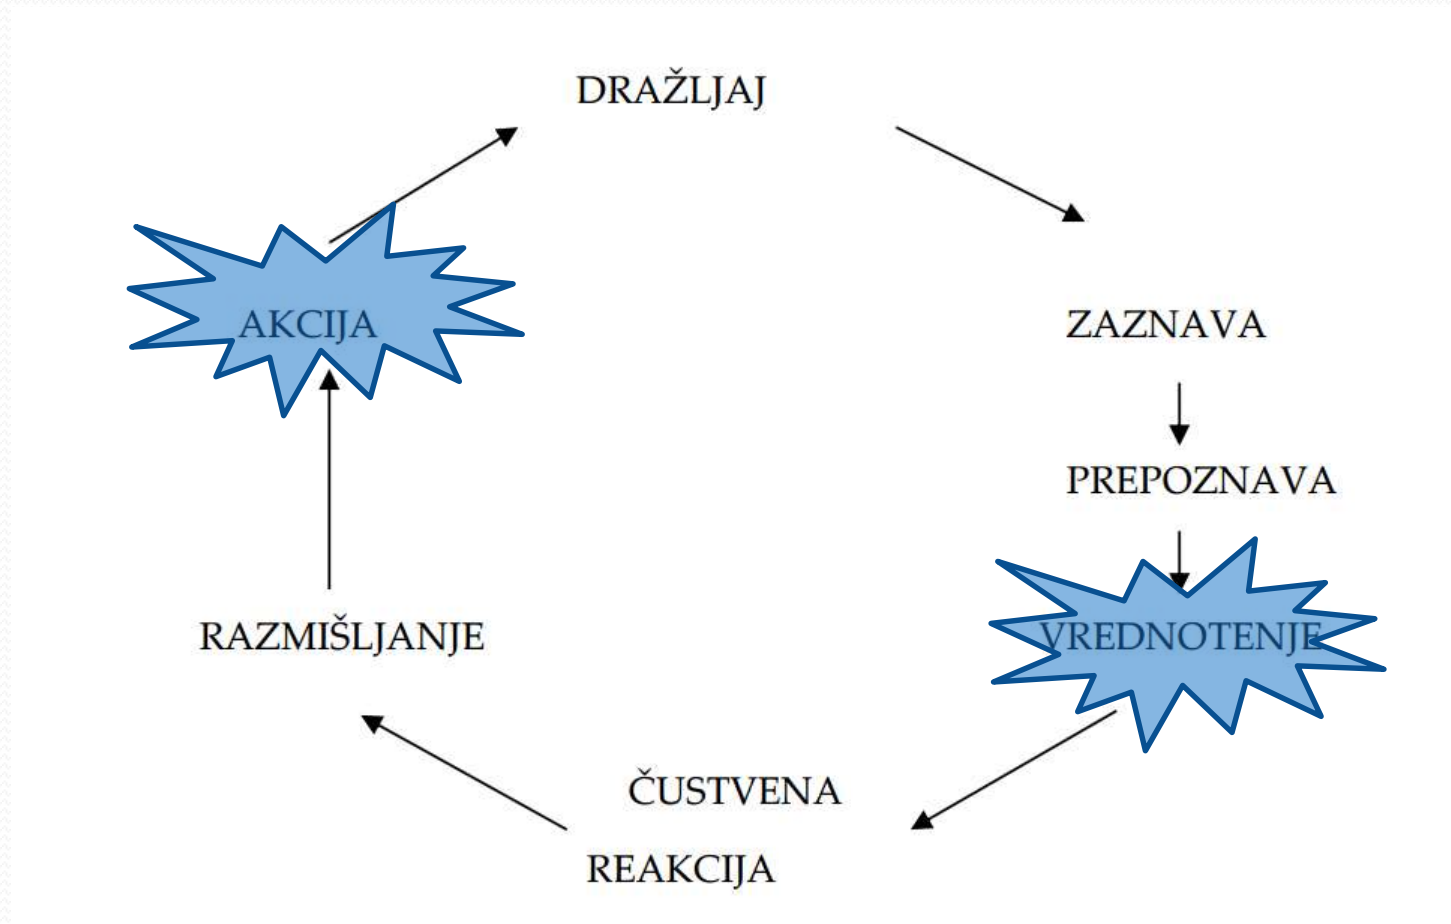 DRAŽLJAJ
AKCIJA
ZAZNAVA
PREPOZNAVA
RAZMIŠLJANJE
VREDNOTENJE
ČUSTVENA
REAKCIJA